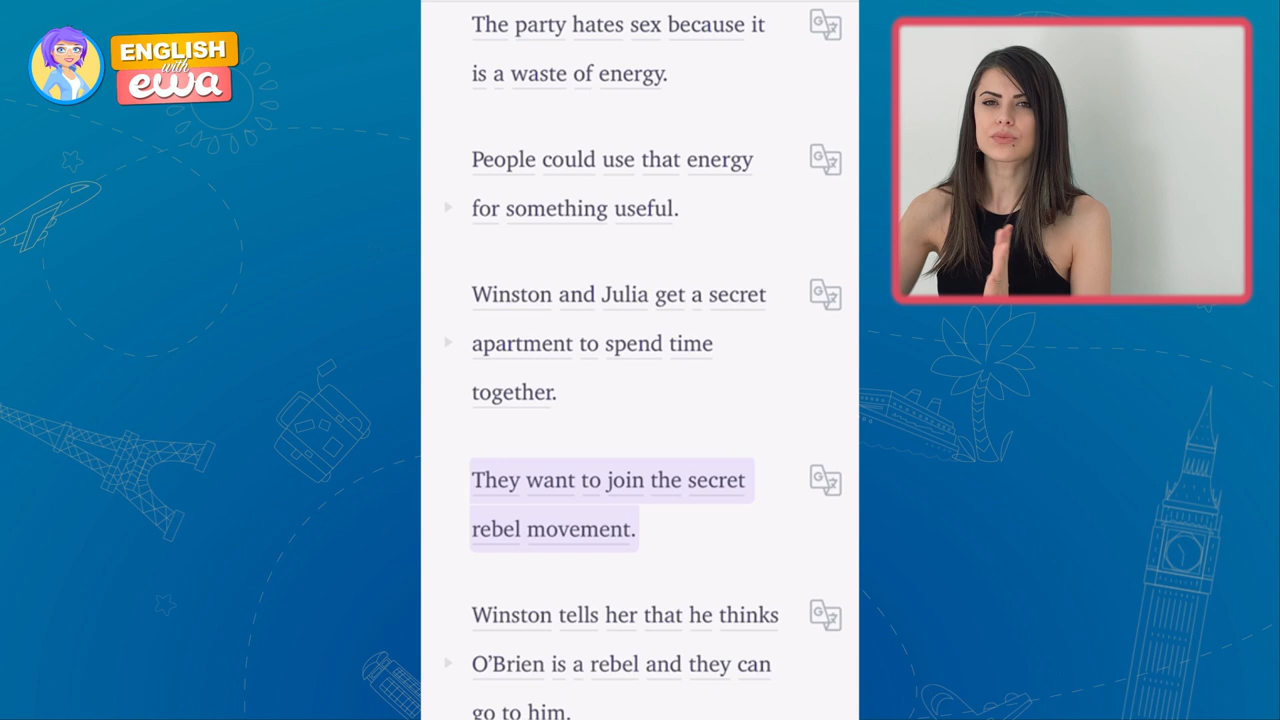 ENGLISH
with
ewa
The party hates sex because it
is a waste of energy.
People could use that energy
for something useful.
Winston and Julia get a secret
apartment to spend time
together.
They want to join the secret
rebel movement.
Winston tells her that he thinks
O’Brien is a rebel and they can
go to him.